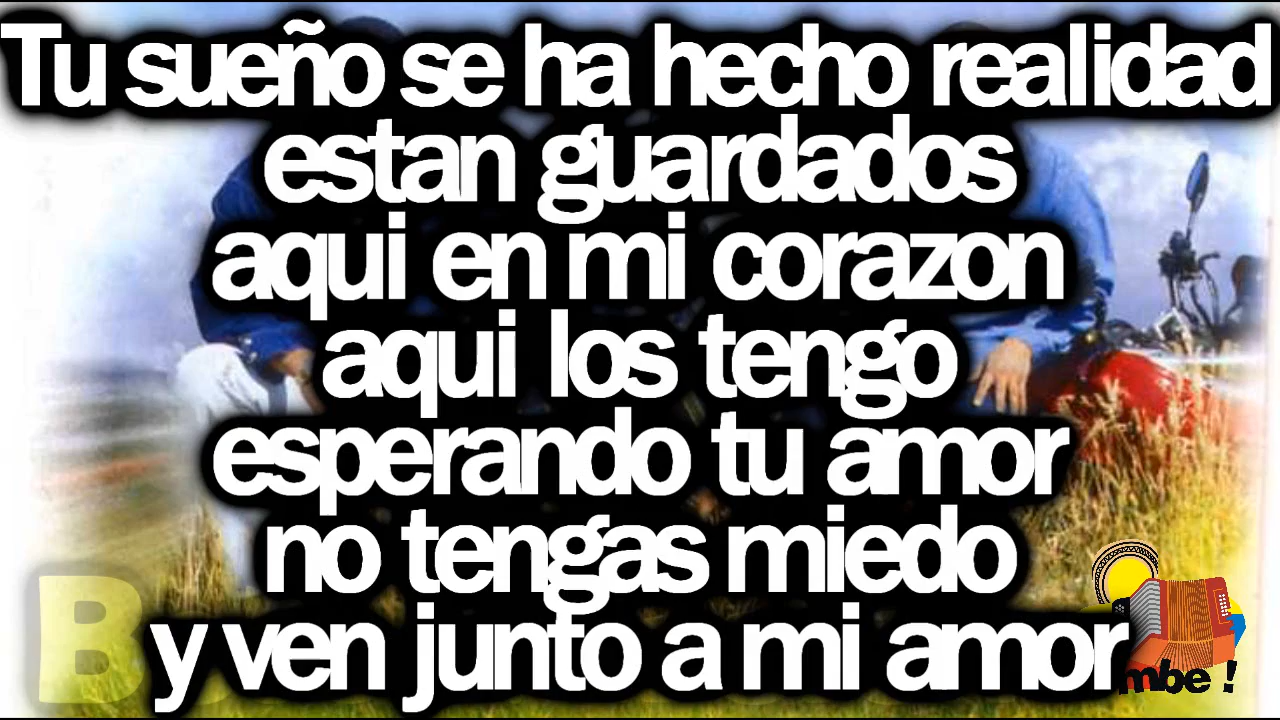 Tu sueño se ha hecho realidad
estan guardados
aqui en mi corazon
aqui los tengo
esperando tu amor
no tengas miedo
y ven junto a mi amor
B
mbe !